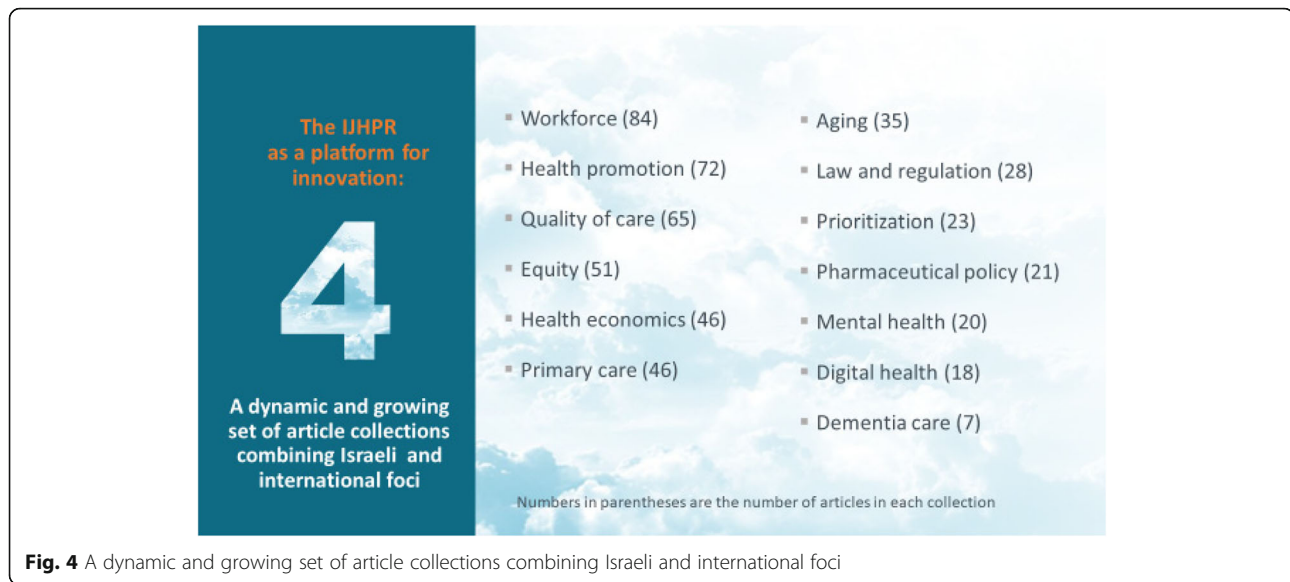 The IJHPR
as a platform for
innovation:
4
A dynamic and growing
set of article collections
combining Israeli and
international foci
▪ Workforce (84)
▪ Health promotion (72)
▪ Quality of care (65)
▪ Equity (51)
▪ Health economics (46)
▪ Primary care (46)
▪ Aging (35)
▪ Law and regulation (28)
▪ Prioritization (23)
▪ Pharmaceutical policy (21)
▪ Mental health (20)
▪ Digital health (18)
▪ Dementia care (7)
Numbers in parentheses are the number of articles in each collection
Fig. 4 A dynamic and growing set of article collections combining Israeli and international foci